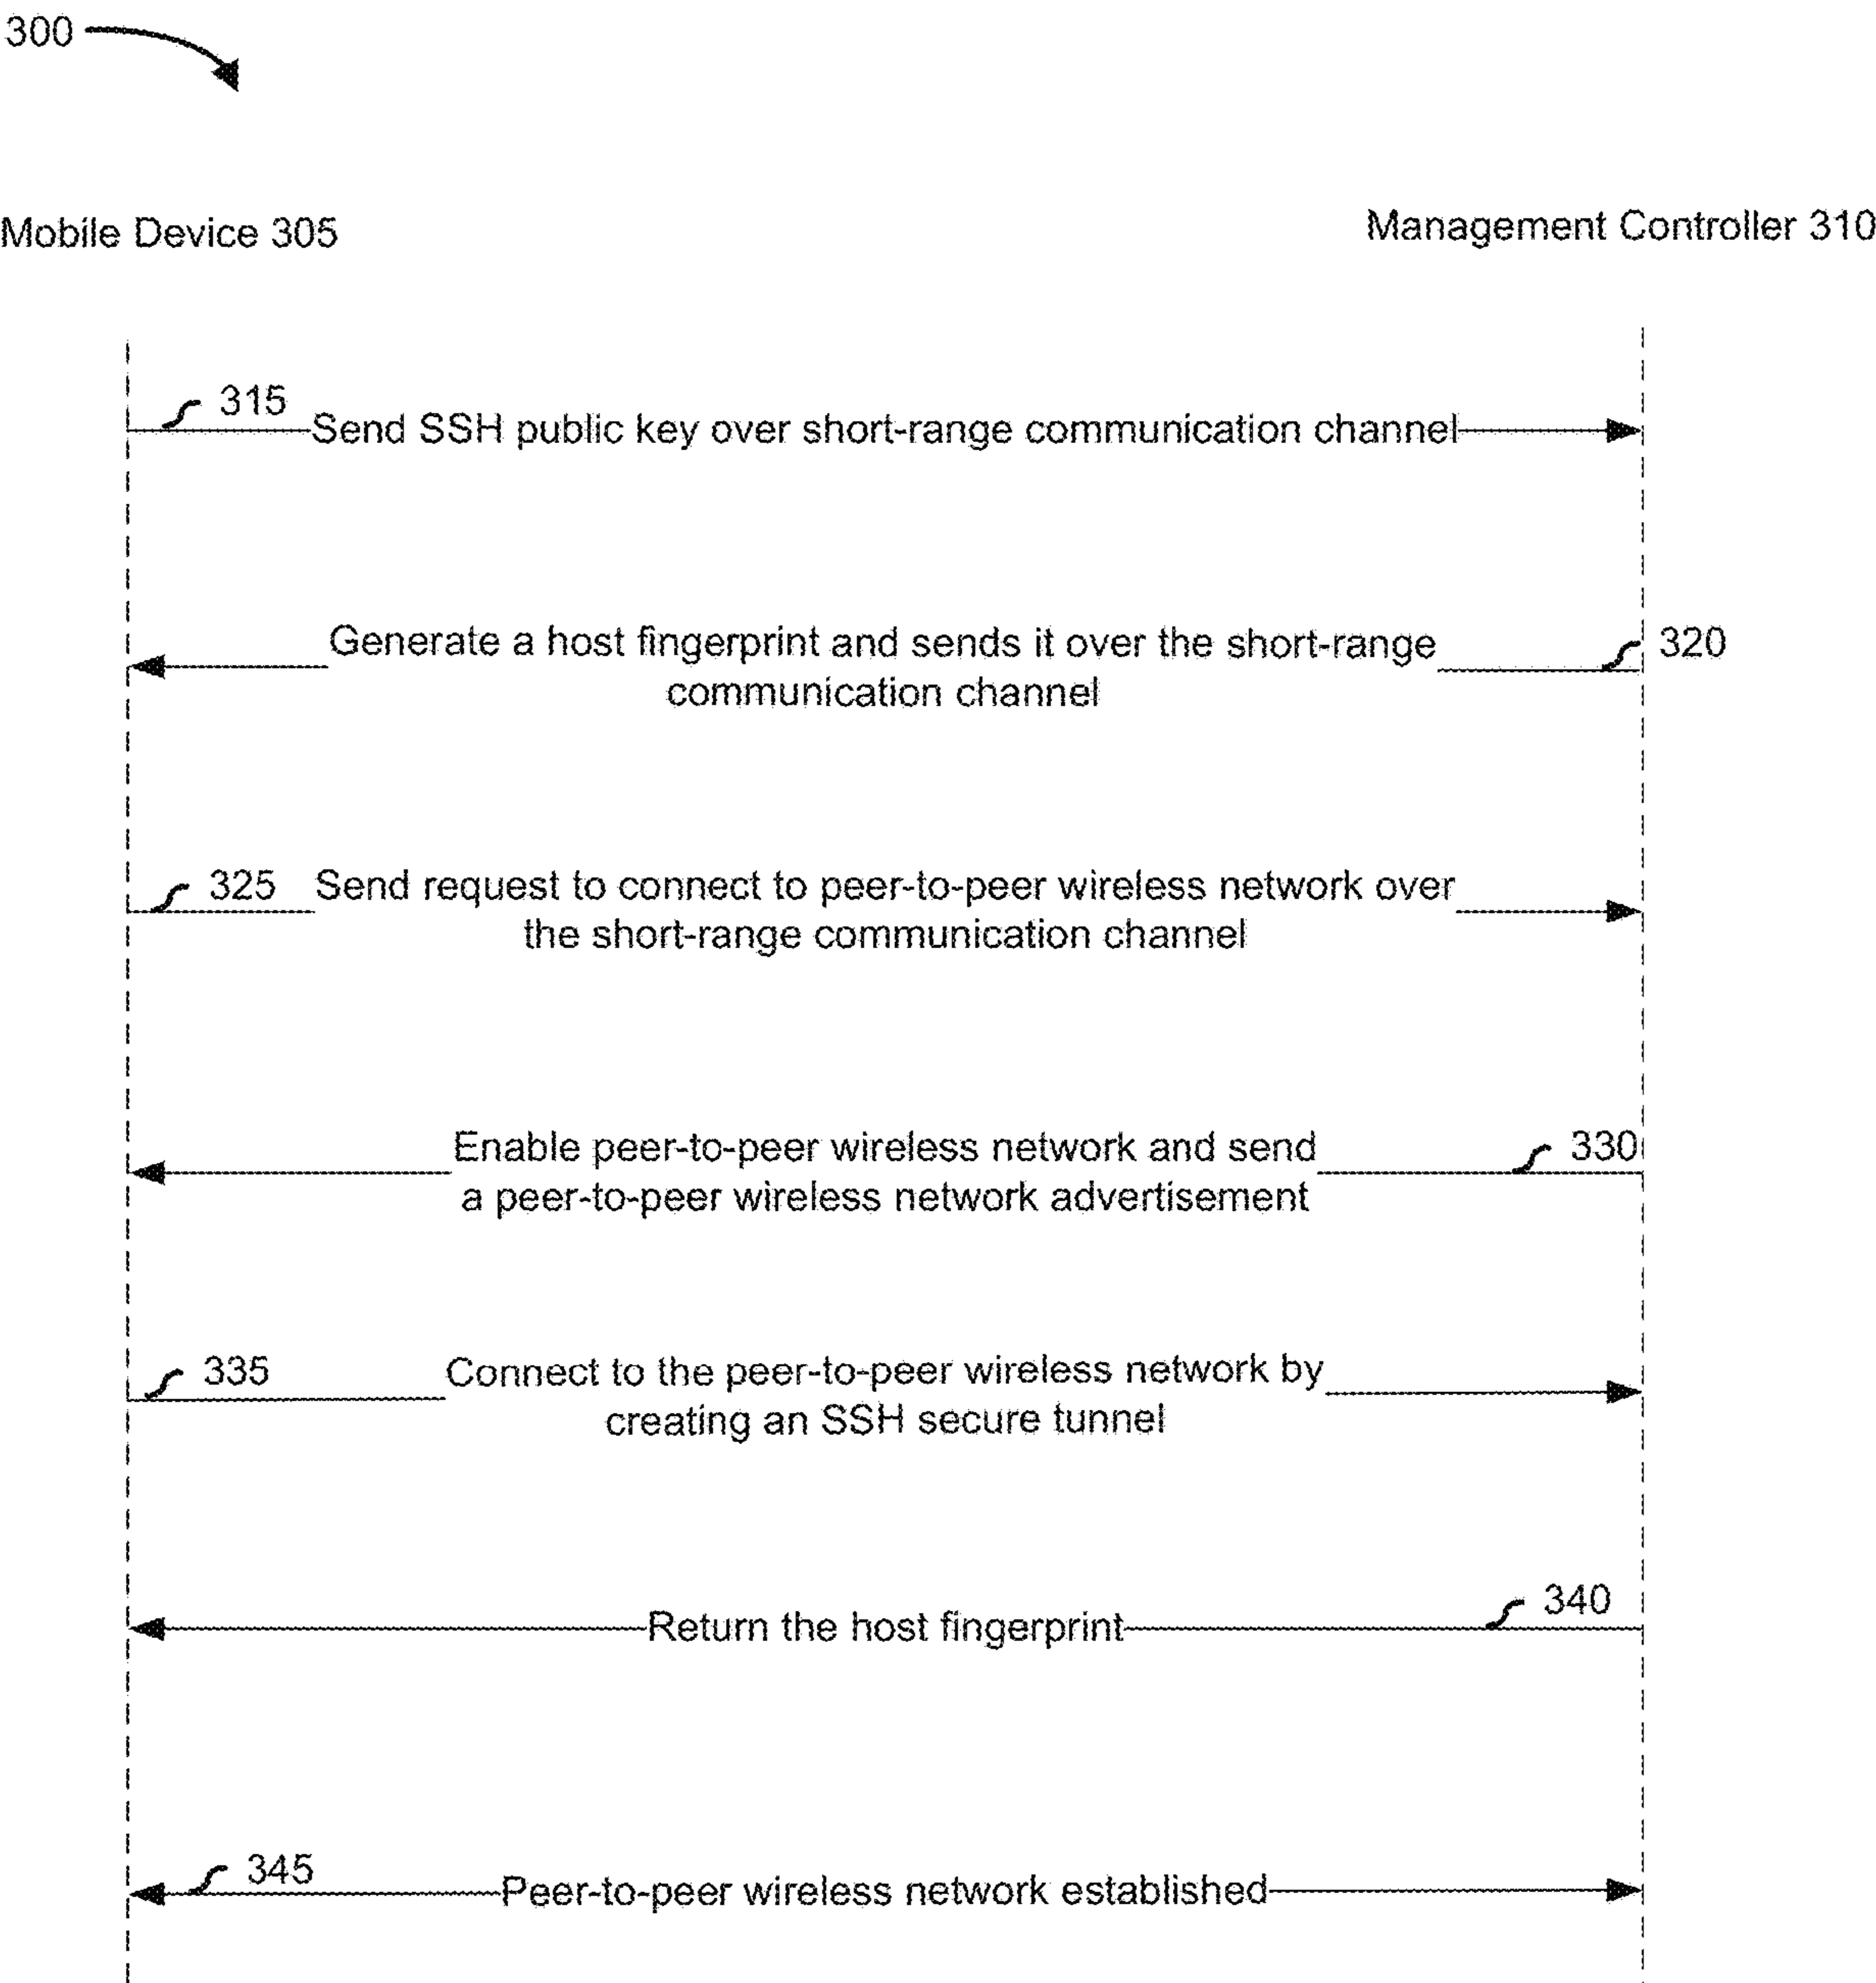 300
Mobile Device 305
Management Controller 310
315
Send SSH public key over short-range communication channel
Generate a host fingerprint and sends it over the short-range
320
communication channel
325
Send request to connect to peer-to-peer wireless network over
the short-range communication channel
Enable peer-to-peer wireless network and send
330
a peer-to-peer wireless network advertisement
335
Connect to the peer-to-peer wireless network by
creating an SSH secure tunnel
340
Return the host fingerprint
345
Peer-to-peer wireless network established